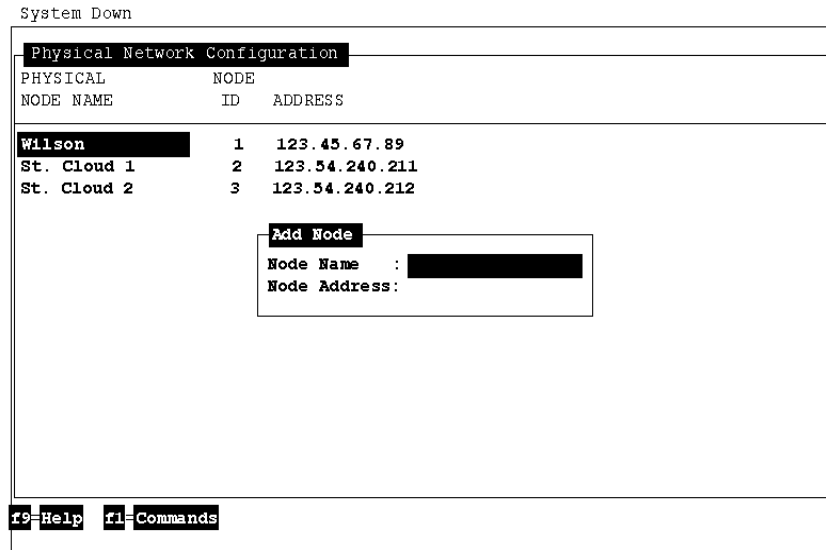 System Down
Physical Network Configuration
PHYSICAL NODE
NODE NAME ID ADDRESS
Wilson 1 123.45.67.89
St. Cloud 1 2 123.54.240.211
St. Cloud 2 3 123.54.240.212
Add Node
Node Name :
Node Address:
f9=Help f1=Commands